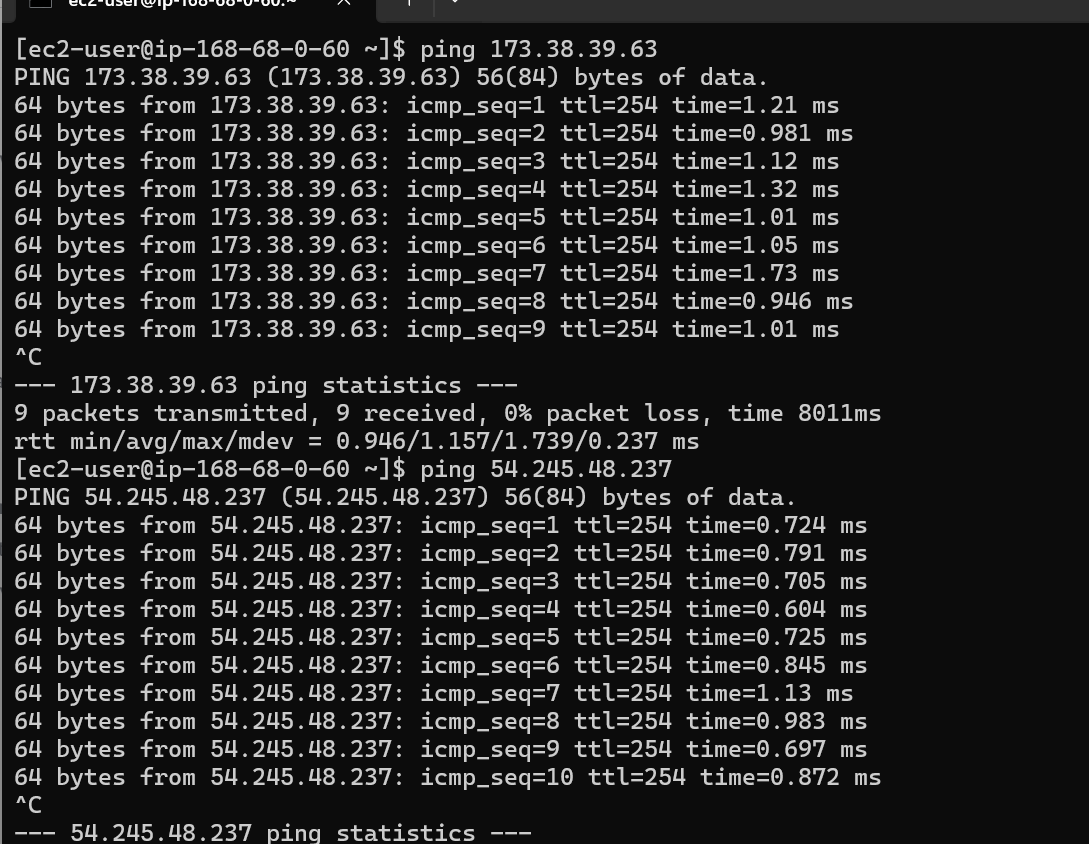 ec2-user@ip-168-68-0-60:~
[ec2-user@ip-168-68-0-60 ~]$ ping 173.38.39.63
PING 173.38.39.63 (173.38.39.63) 56(84) bytes of data.
64 bytes from 173.38.39.63: icmp_seq=1 ttl=254 time=1.21 ms
64 bytes from 173.38.39.63: icmp_seq=2 ttl=254 time=0.981 ms
64 bytes from 173.38.39.63: icmp_seq=3 ttl=254 time=1.12 ms
64 bytes from 173.38.39.63: icmp_seq=4 ttl=254 time=1.32 ms
64 bytes from 173.38.39.63: icmp_seq=5 ttl=254 time=1.01 ms
64 bytes from 173.38.39.63: icmp_seq=6 ttl=254 time=1.05 ms
64 bytes from 173.38.39.63: icmp_seq=7 ttl=254 time=1.73 ms
64 bytes from 173.38.39.63: icmp_seq=8 ttl=254 time=0.946 ms
64 bytes from 173.38.39.63: icmp_seq=9 ttl=254 time=1.01 ms
^C
--- 173.38.39.63 ping statistics ---
9 packets transmitted, 9 received, 0% packet loss, time 8011ms
rtt min/avg/max/mdev = 0.946/1.157/1.739/0.237 ms
[ec2-user@ip-168-68-0-60 ~]$ ping 54.245.48.237
PING 54.245.48.237 (54.245.48.237) 56(84) bytes of data.
64 bytes from 54.245.48.237: icmp_seq=1 ttl=254 time=0.724 ms
64 bytes from 54.245.48.237: icmp_seq=2 ttl=254 time=0.791 ms
64 bytes from 54.245.48.237: icmp_seq=3 ttl=254 time=0.705 ms
64 bytes from 54.245.48.237: icmp_seq=4 ttl=254 time=0.604 ms
64 bytes from 54.245.48.237: icmp_seq=5 ttl=254 time=0.725 ms
64 bytes from 54.245.48.237: icmp_seq=6 ttl=254 time=0.845 ms
64 bytes from 54.245.48.237: icmp_seq=7 ttl=254 time=1.13 ms
64 bytes from 54.245.48.237: icmp_seq=8 ttl=254 time=0.983 ms
64 bytes from 54.245.48.237: icmp_seq=9 ttl=254 time=0.697 ms
64 bytes from 54.245.48.237: icmp_seq=10 ttl=254 time=0.872 ms
^C
--- 54.245.48.237 ping statistics ---